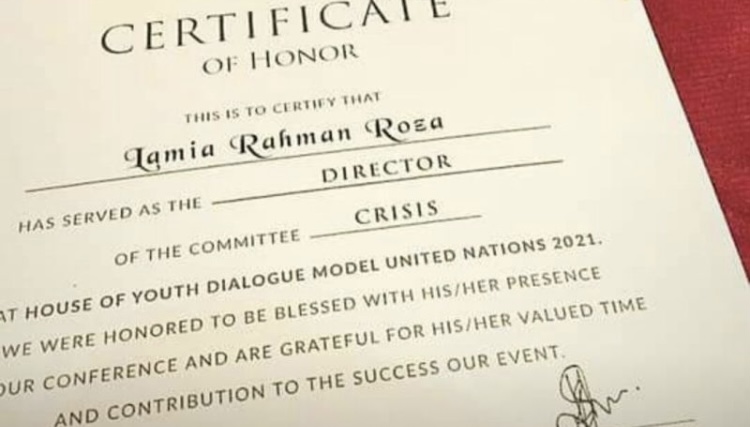 CERTIFICATE
OF HONOR
THIS IS TO CERTIFY THAT
Lamia Rahman Roza
HAS SERVED AS THE DIRECTOR
OF THE COMMITTEE CRISIS
AT HOUSE OF YOUTH DIALOGUE MODEL UNITED NATIONS 2021.
WE WERE HONORED TO BE BLESSED WITH HIS/HER PRESENCE
OUR CONFERENCE AND ARE GRATEFUL FOR HIS/HER VALUED TIME
AND CONTRIBUTION TO THE SUCCESS OUR EVENT.